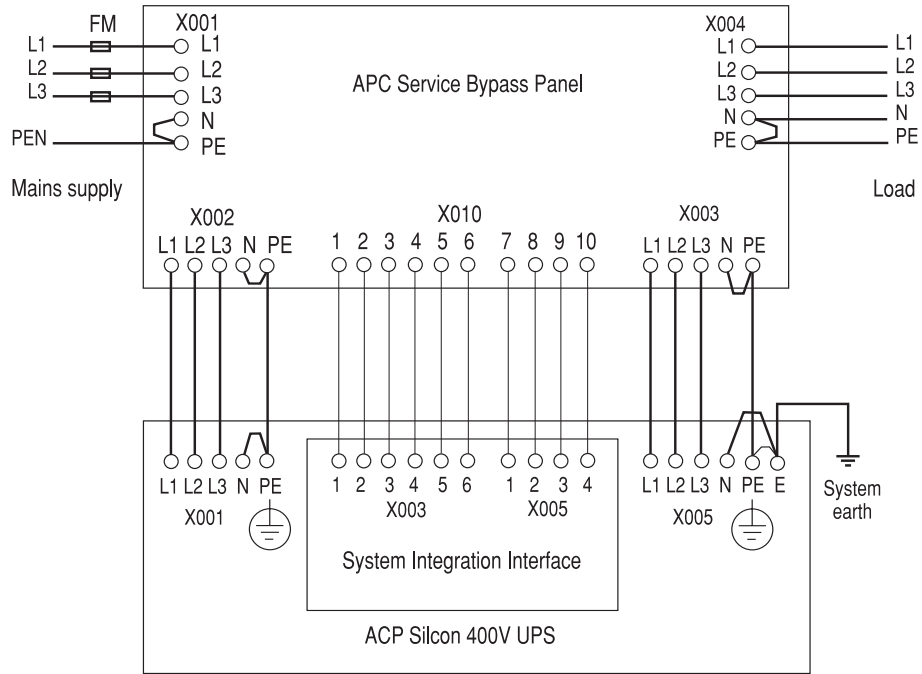 FM X001 X004
L1 L1 L1 L1
L2 L2 L2 L2
L3 L3 L3 L3
N N N
PEN PE PE PE
APC Service Bypass Panel
Mains supply Load
X002 X010 X003
L1 L2 L3 N PE 1 2 3 4 5 6 7 8 9 10 L1 L2 L3 N PE
L1 L2 L3 N PE 1 2 3 4 5 6 1 2 3 4 L1 L2 L3 N PE E
X001 X003 X005 X005
System
earth
System Integration Interface
ACP Silcon 400V UPS